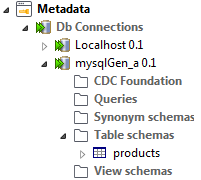 Metadata
Db Connections
Localhost 0.1
mysqlGen_a 0.1
CDC Foundation
Queries
Synonym schemas
Table schemas
products
View schemas